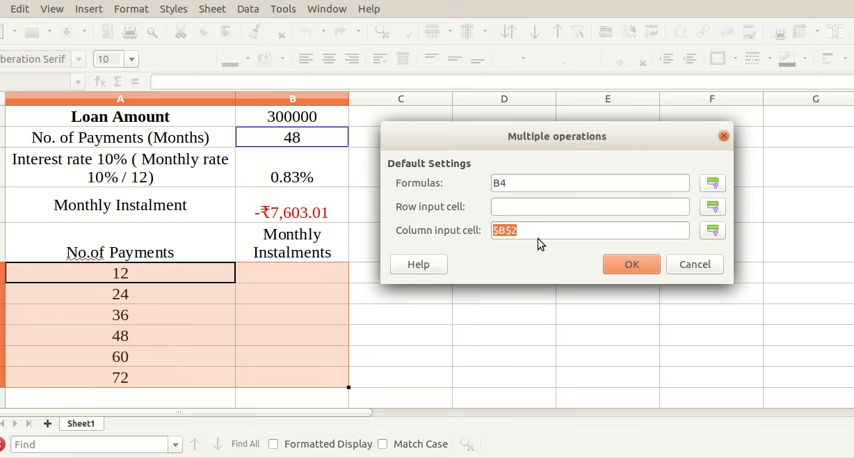 Edit View Insert Format Styles Sheet Data Tools Window Help
beration Serif 10
A B C D E F G
Loan Amount 300000
No. of Payments (Months) 48
Interest rate 10% ( Monthly rate
10% / 12) 0.83%
Monthly Instalment -₹7,603.01
No.of Payments Monthly
Instalments
12
24
36
48
60
72
Multiple operations
Default Settings
Formulas: B4
Row input cell:
Column input cell: $B$2
Help OK Cancel
Sheet1
Find Find All Formatted Display Match Case